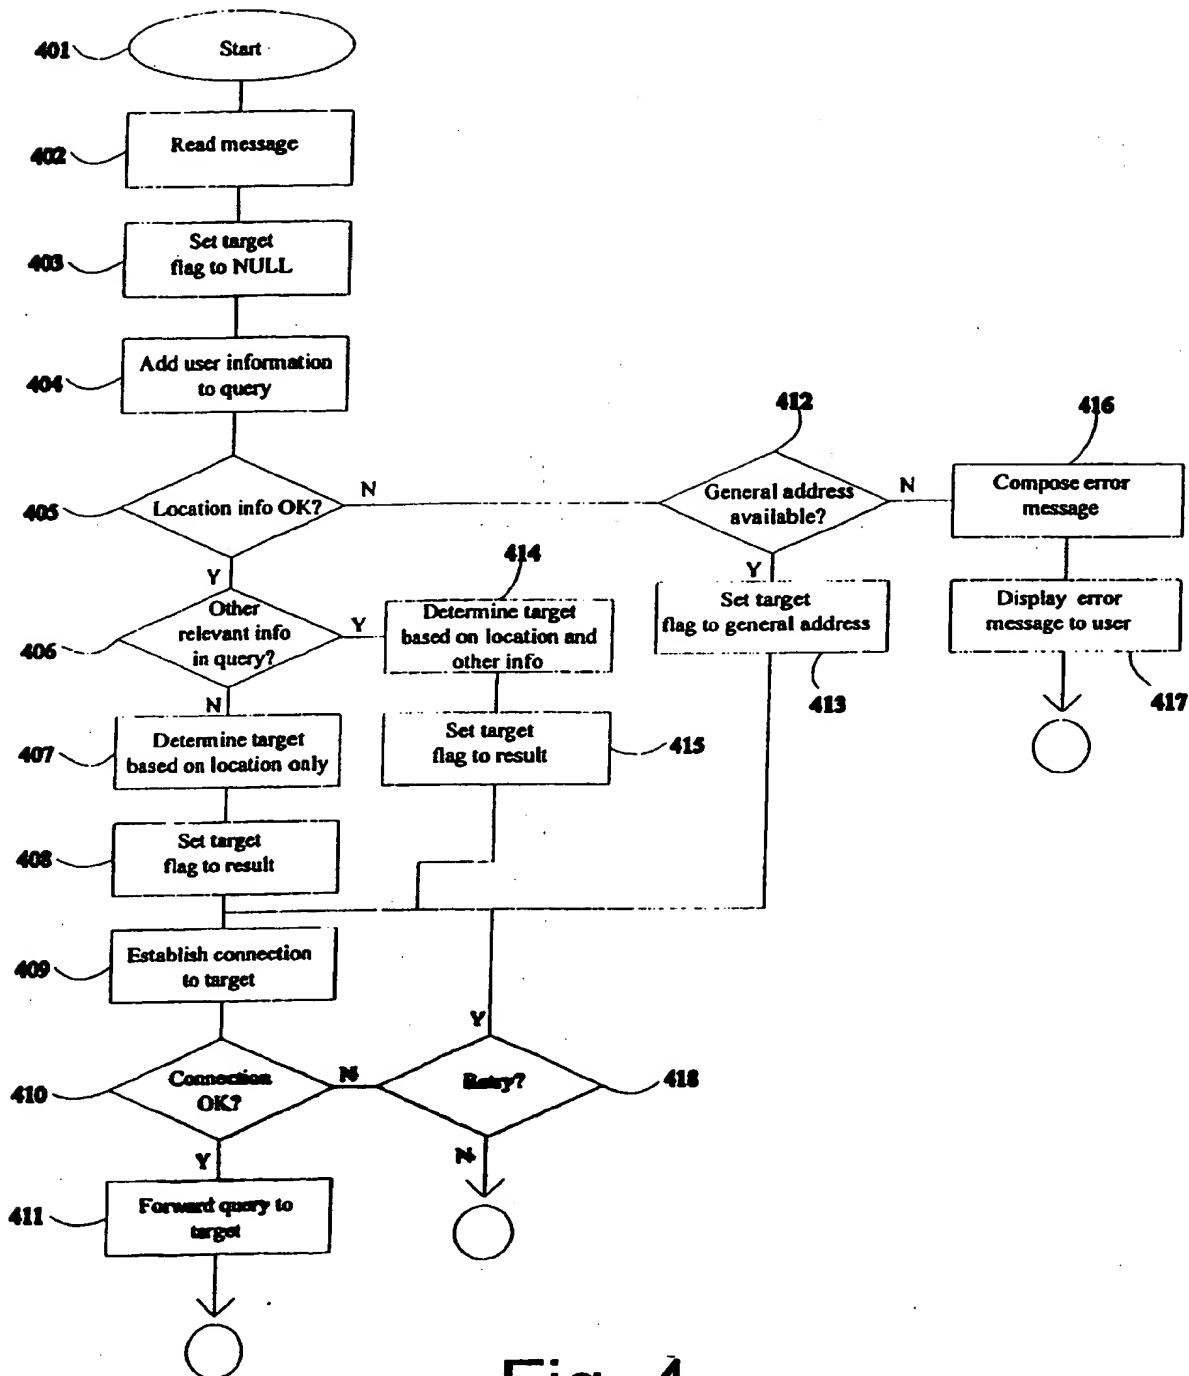 401
Start
402
Read message
403
Set target
flag to NULL
404
Add user information
to query
412
416
405
Location info OK?
N
General address
available?
N
Compose error
message
Y
414
Y
406
Other
relevant info
in query?
Y
Determine target
based on location and
other info
Set target
flag to general address
413
Display error
message to user
417
N
407
Determine target
based on location only
Set target
flag to result
415
408
Set target
flag to result
409
Establish connection
to target
Y
410
Connection
OK?
N
Retry?
418
Y
N
411
Forward query to
target
Fig. 4